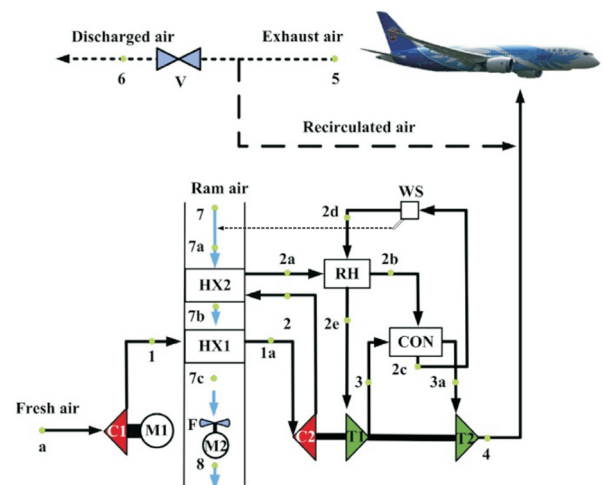 Discharged air
Exhaust air
6
V
5
Recirculated air
Ram air
WS
7
2d
7a
2a
RH
2b
HX2
7b
2
2e
CON
1
HX1
1a
2c
7c
3
3a
Fresh air
a
C1
M1
F
M2
C2
T1
T2
4
8